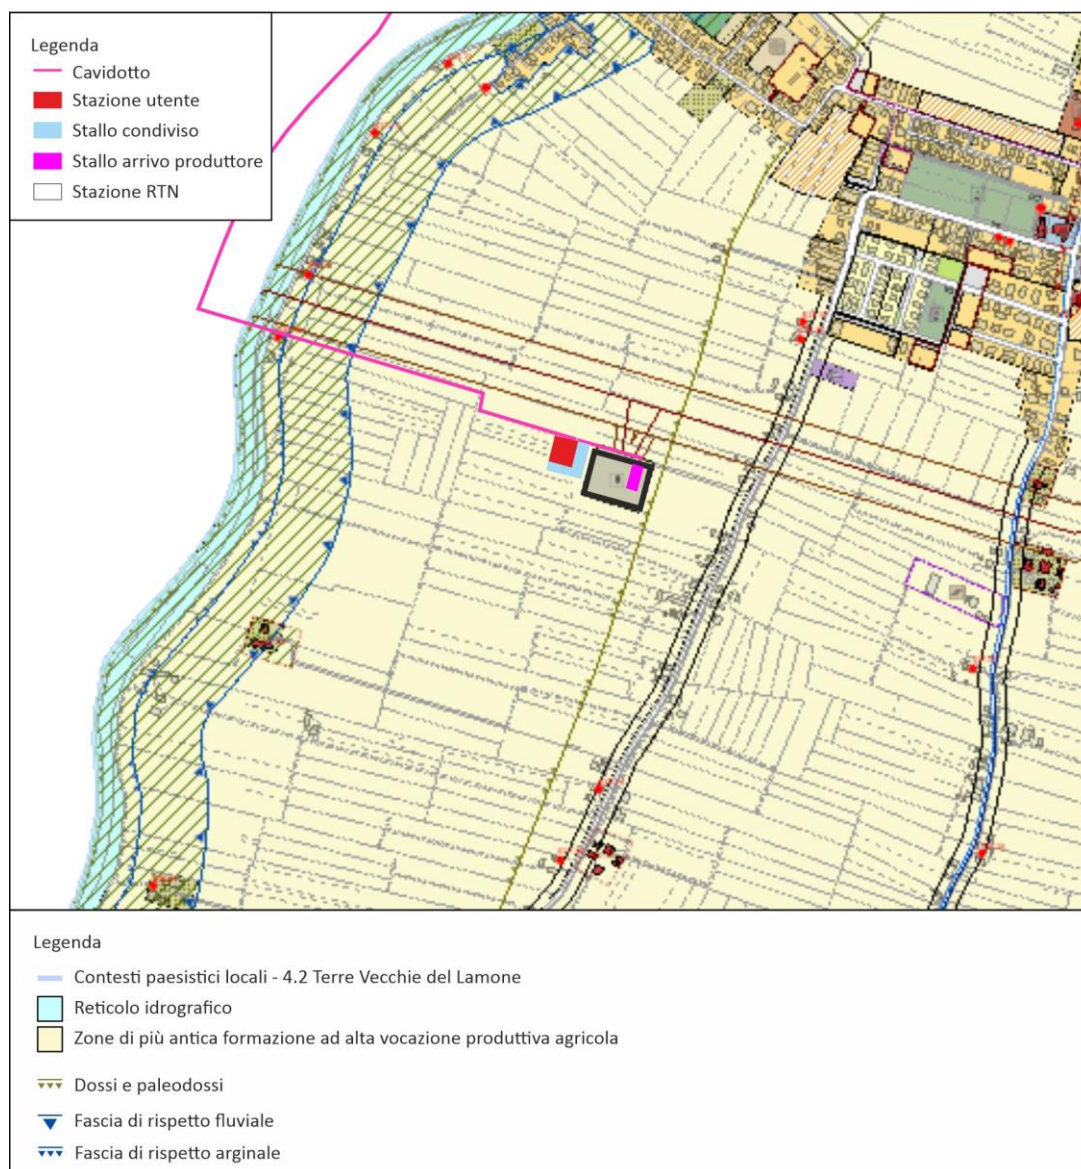 Legenda
Cavidotto
Stazione utente
Stallo condiviso
Stallo arrivo produttore
Stazione RTN
Legenda
Contesti paesistici locali - 4.2 Terre Vecchie del Lamone
Reticolo idrografico
Zone di più antica formazione ad alta vocazione produttiva agricola
Dossi e paleodossi
Fascia di rispetto fluviale
Fascia di rispetto arginale